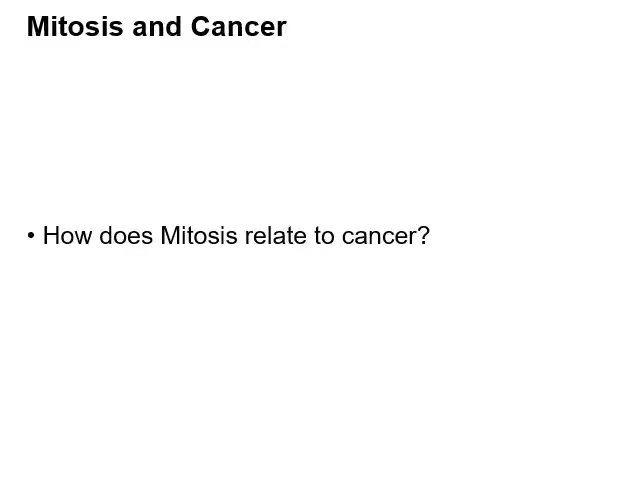 Mitosis and Cancer
• How does Mitosis relate to cancer?